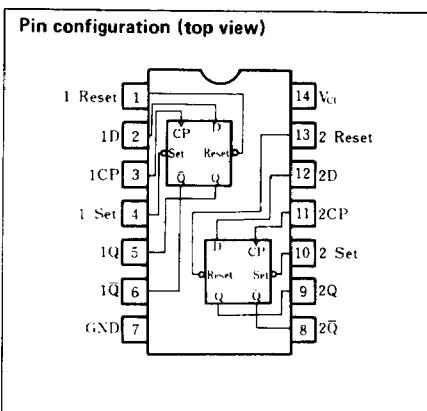 Pin configuration (top view)
1 Reset 1
1D 2
1CP 3
1 Set 4
1Q 5
1Q̅ 6
GND 7
14 Vcc
13 2 Reset
12 2D
11 2CP
10 2 Set
9 2Q
8 2Q̅
CP D
Set Reset
Q̅ Q
D CP
Reset Set
Q Q̅